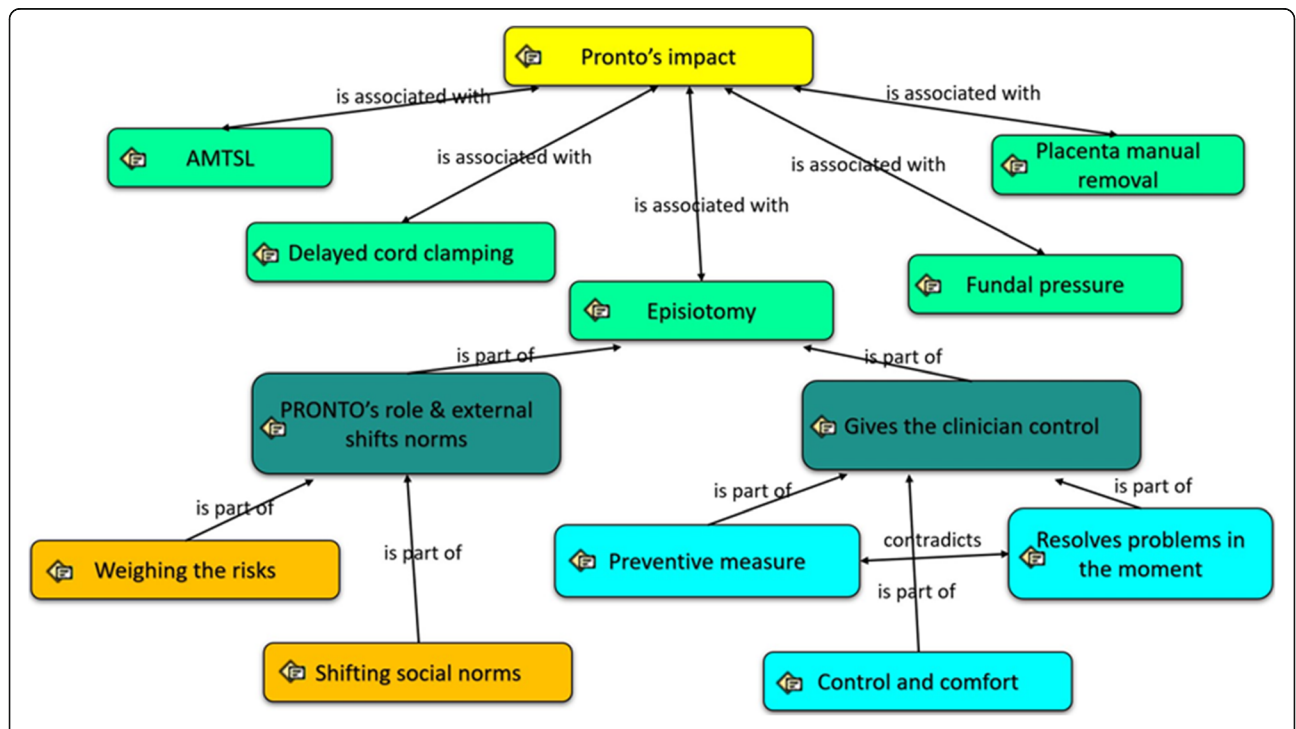 Pronto's impact
is associated with
is associated with
AMTSL
is associated with
is associated with
Placenta manual
removal
is associated with
Delayed cord clamping
Fundal pressure
Episiotomy
is part of
is part of
PRONTO's role & external
shifts norms
Gives the clinician control
is part of
is part of
is part of
is part of
contradicts
is part of
Weighing the risks
Preventive measure
Resolves problems in
the moment
Shifting social norms
Control and comfort